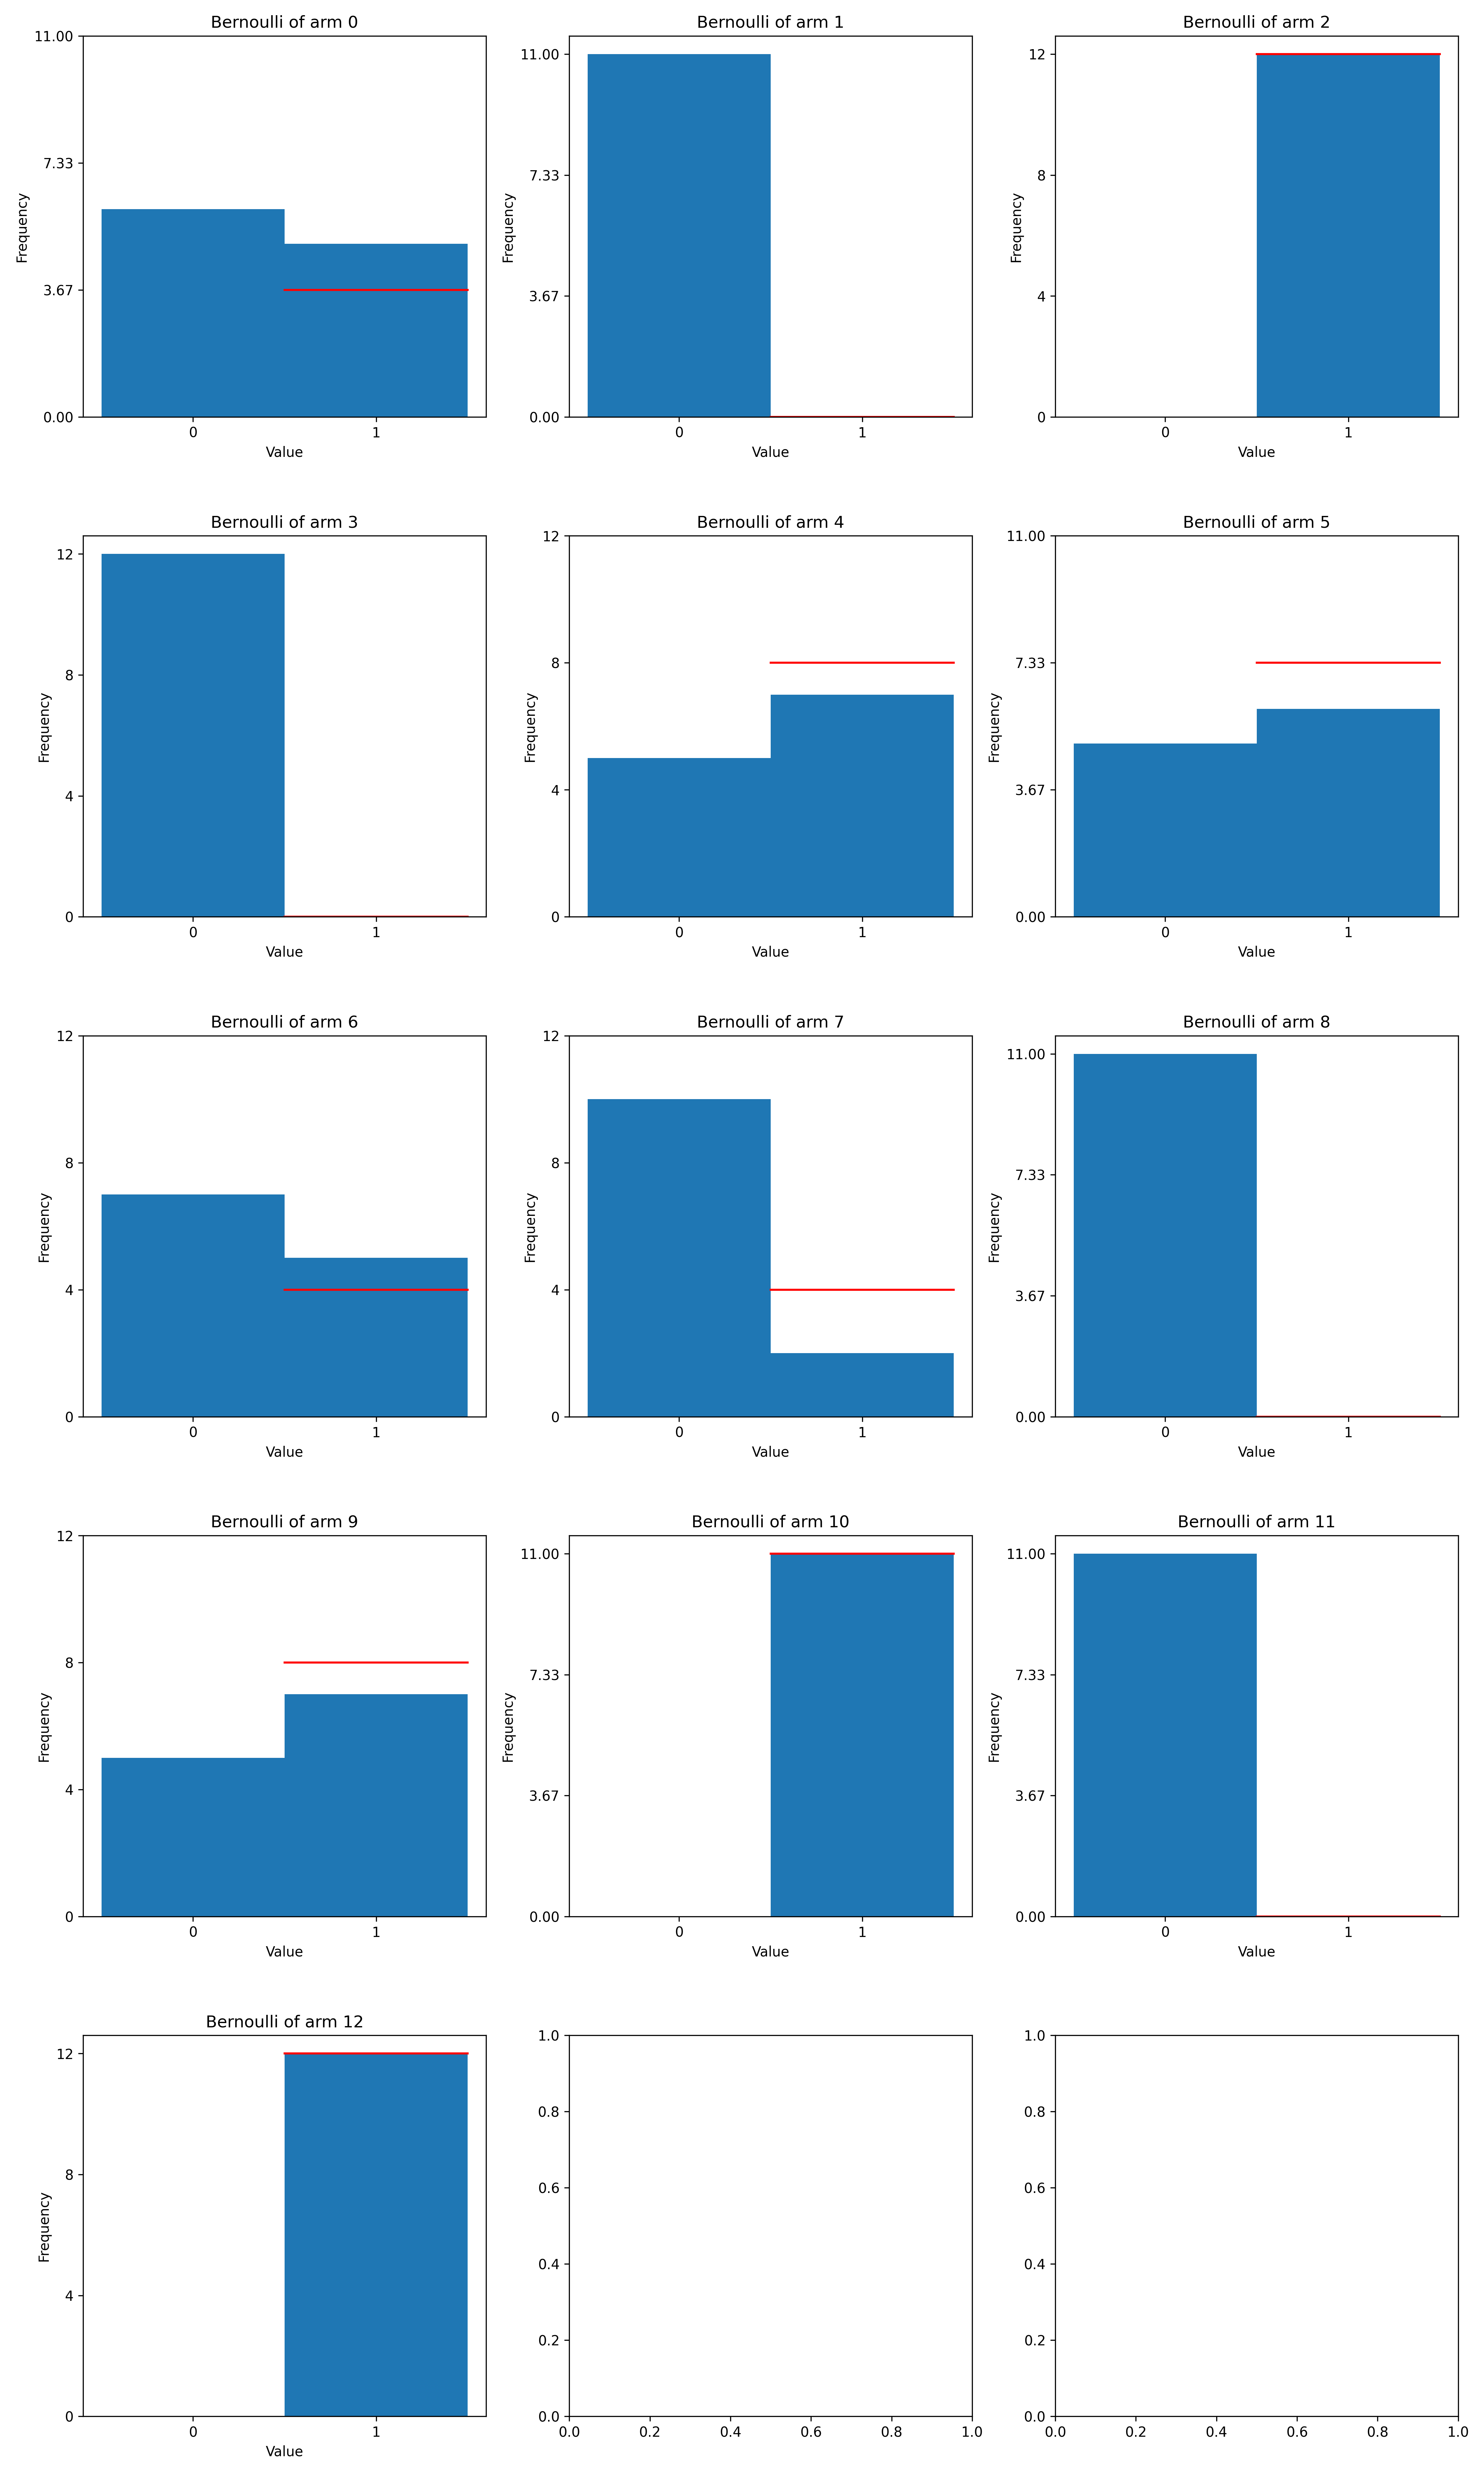 Bernoulli of arm 0
11.00
7.33
3.67
0.00
Frequency
0 1
Value
Bernoulli of arm 1
11.00
7.33
3.67
0.00
Frequency
0 1
Value
Bernoulli of arm 2
12
8
4
0
Frequency
0 1
Value
Bernoulli of arm 3
12
8
4
0
Frequency
0 1
Value
Bernoulli of arm 4
12
8
4
0
Frequency
0 1
Value
Bernoulli of arm 5
11.00
7.33
3.67
0.00
Frequency
0 1
Value
Bernoulli of arm 6
12
8
4
0
Frequency
0 1
Value
Bernoulli of arm 7
12
8
4
0
Frequency
0 1
Value
Bernoulli of arm 8
11.00
7.33
3.67
0.00
Frequency
0 1
Value
Bernoulli of arm 9
12
8
4
0
Frequency
0 1
Value
Bernoulli of arm 10
11.00
7.33
3.67
0.00
Frequency
0 1
Value
Bernoulli of arm 11
11.00
7.33
3.67
0.00
Frequency
0 1
Value
Bernoulli of arm 12
12
8
4
0
Frequency
0 1
Value
1.0
0.8
0.6
0.4
0.2
0.0
0.0 0.2 0.4 0.6 0.8 1.0
1.0
0.8
0.6
0.4
0.2
0.0
0.0 0.2 0.4 0.6 0.8 1.0